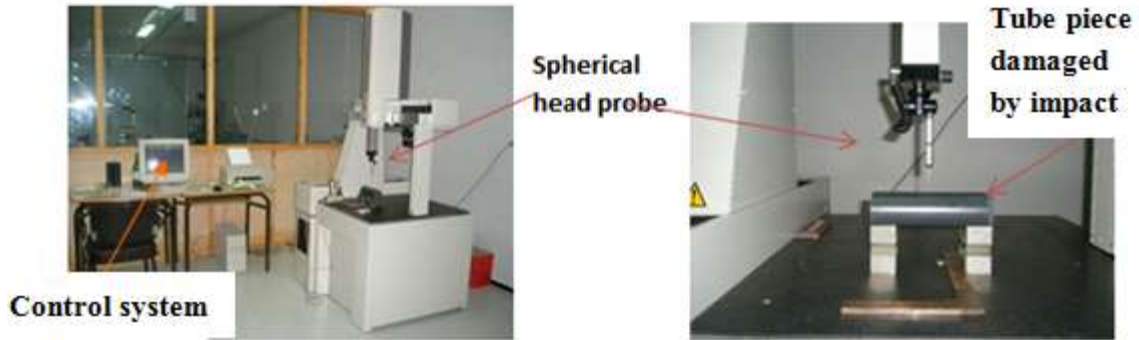 Spherical
head probe
Control system
Tube piece
damaged
by impact